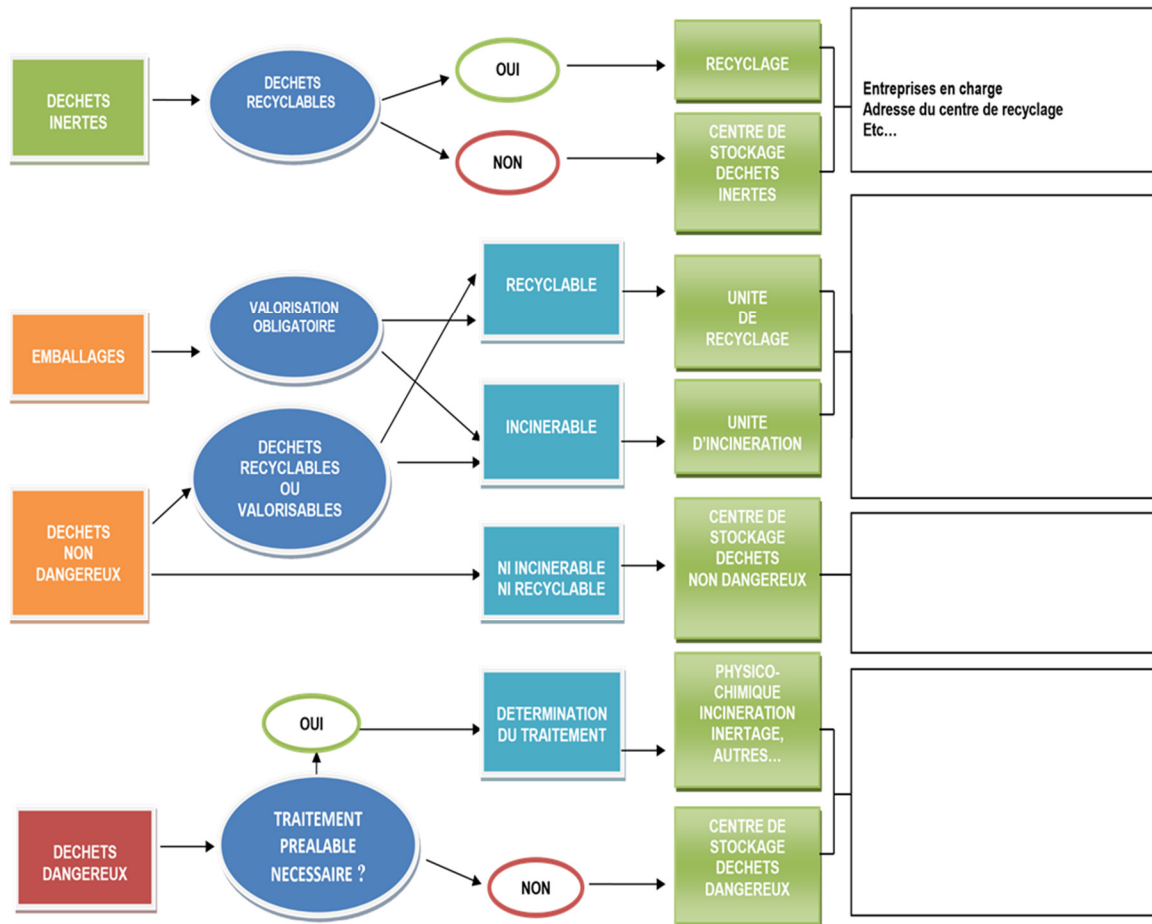 DECHETS
INERTES
DECHETS
RECYCLABLES
OUI
NON
RECYCLAGE
CENTRE DE
STOCKAGE
DECHETS
INERTES
Entreprises en charge
Adresse du centre de recyclage
Etc...
EMBALLAGES
VALORISATION
OBLIGATOIRE
RECYCLABLE
UNITE
DE
RECYCLAGE
DECHETS
NON
DANGEREUX
DECHETS
RECYCLABLES
OU
VALORISABLES
INCINERABLE
UNITE
D'INCINERATION
NI INCINERABLE
NI RECYCLABLE
CENTRE DE
STOCKAGE
DECHETS
NON DANGEREUX
DECHETS
DANGEREUX
TRAITEMENT
PREALABLE
NECESSAIRE ?
OUI
DETERMINATION
DU TRAITEMENT
PHYSICO-
CHIMIQUE
INCINERATION
INERTAGE,
AUTRES...
NON
CENTRE DE
STOCKAGE
DECHETS
DANGEREUX